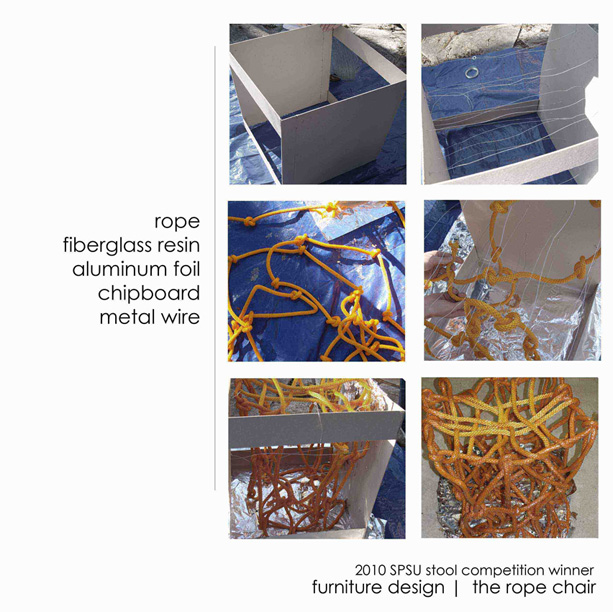 rope
fiberglass resin
aluminum foil
chipboard
metal wire
2010 SPSU stool competition winner
furniture design | the rope chair